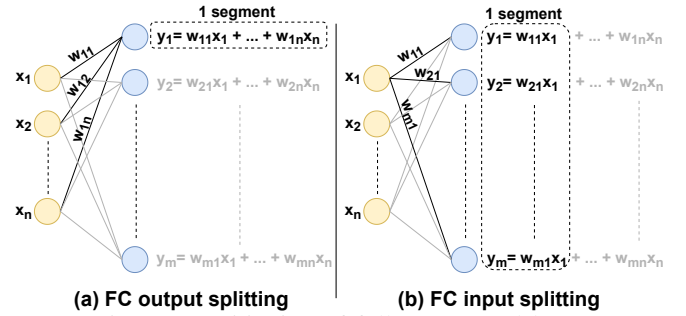 1 segment
y₁= w₁₁x₁ + ... + w₁ₙxₙ
w₁₁
x₁
w₁₂
y₂= w₂₁x₁ + ... + w₂ₙxₙ
x₂
w₁ₙ
xₙ
yₘ= wₘ₁x₁ + ... + wₘₙxₙ
(a) FC output splitting
1 segment
y₁= w₁₁x₁ + ... + w₁ₙxₙ
w₁₁
w₂₁
x₁
y₂= w₂₁x₁ + ... + w₂ₙxₙ
wₘ₁
x₂
xₙ
yₘ= wₘ₁x₁ + ... + wₘₙxₙ
(b) FC input splitting